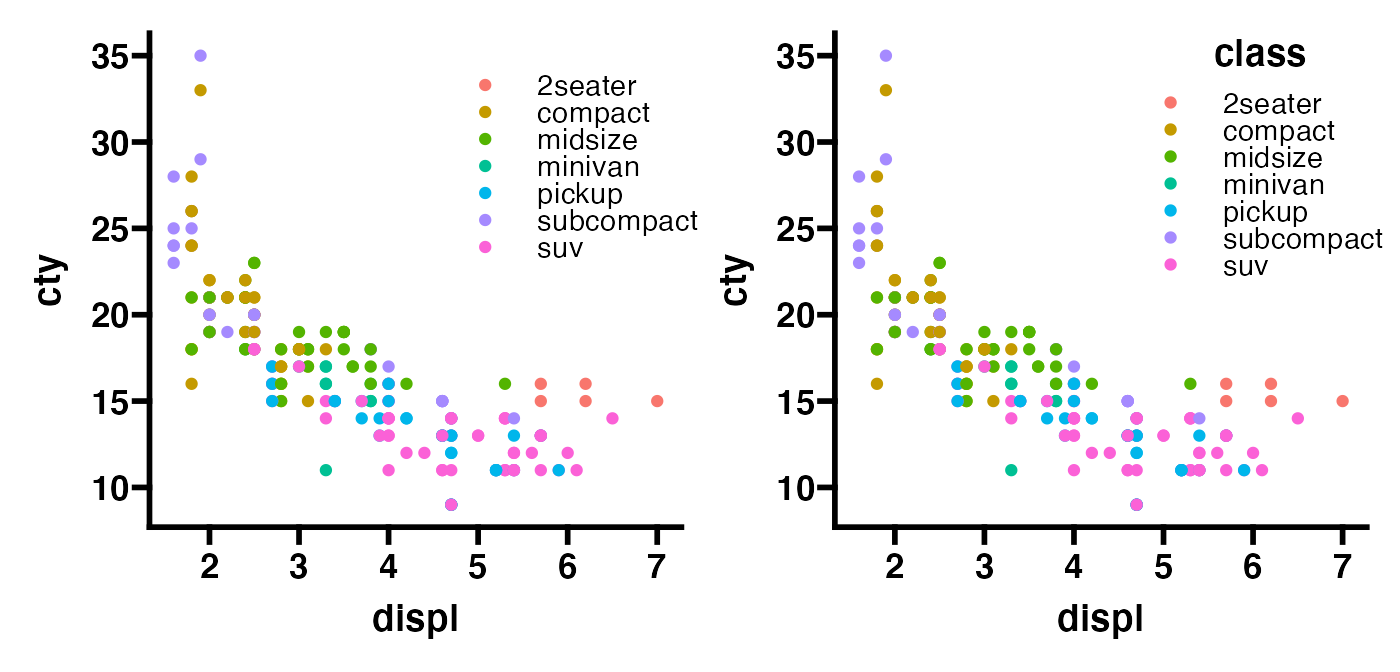 35
30
25
20
15
10
cty
2seater
compact
midsize
minivan
pickup
subcompact
suv
2 3 4 5 6 7
displ
35
30
25
20
15
10
cty
class
2seater
compact
midsize
minivan
pickup
subcompact
suv
2 3 4 5 6 7
displ